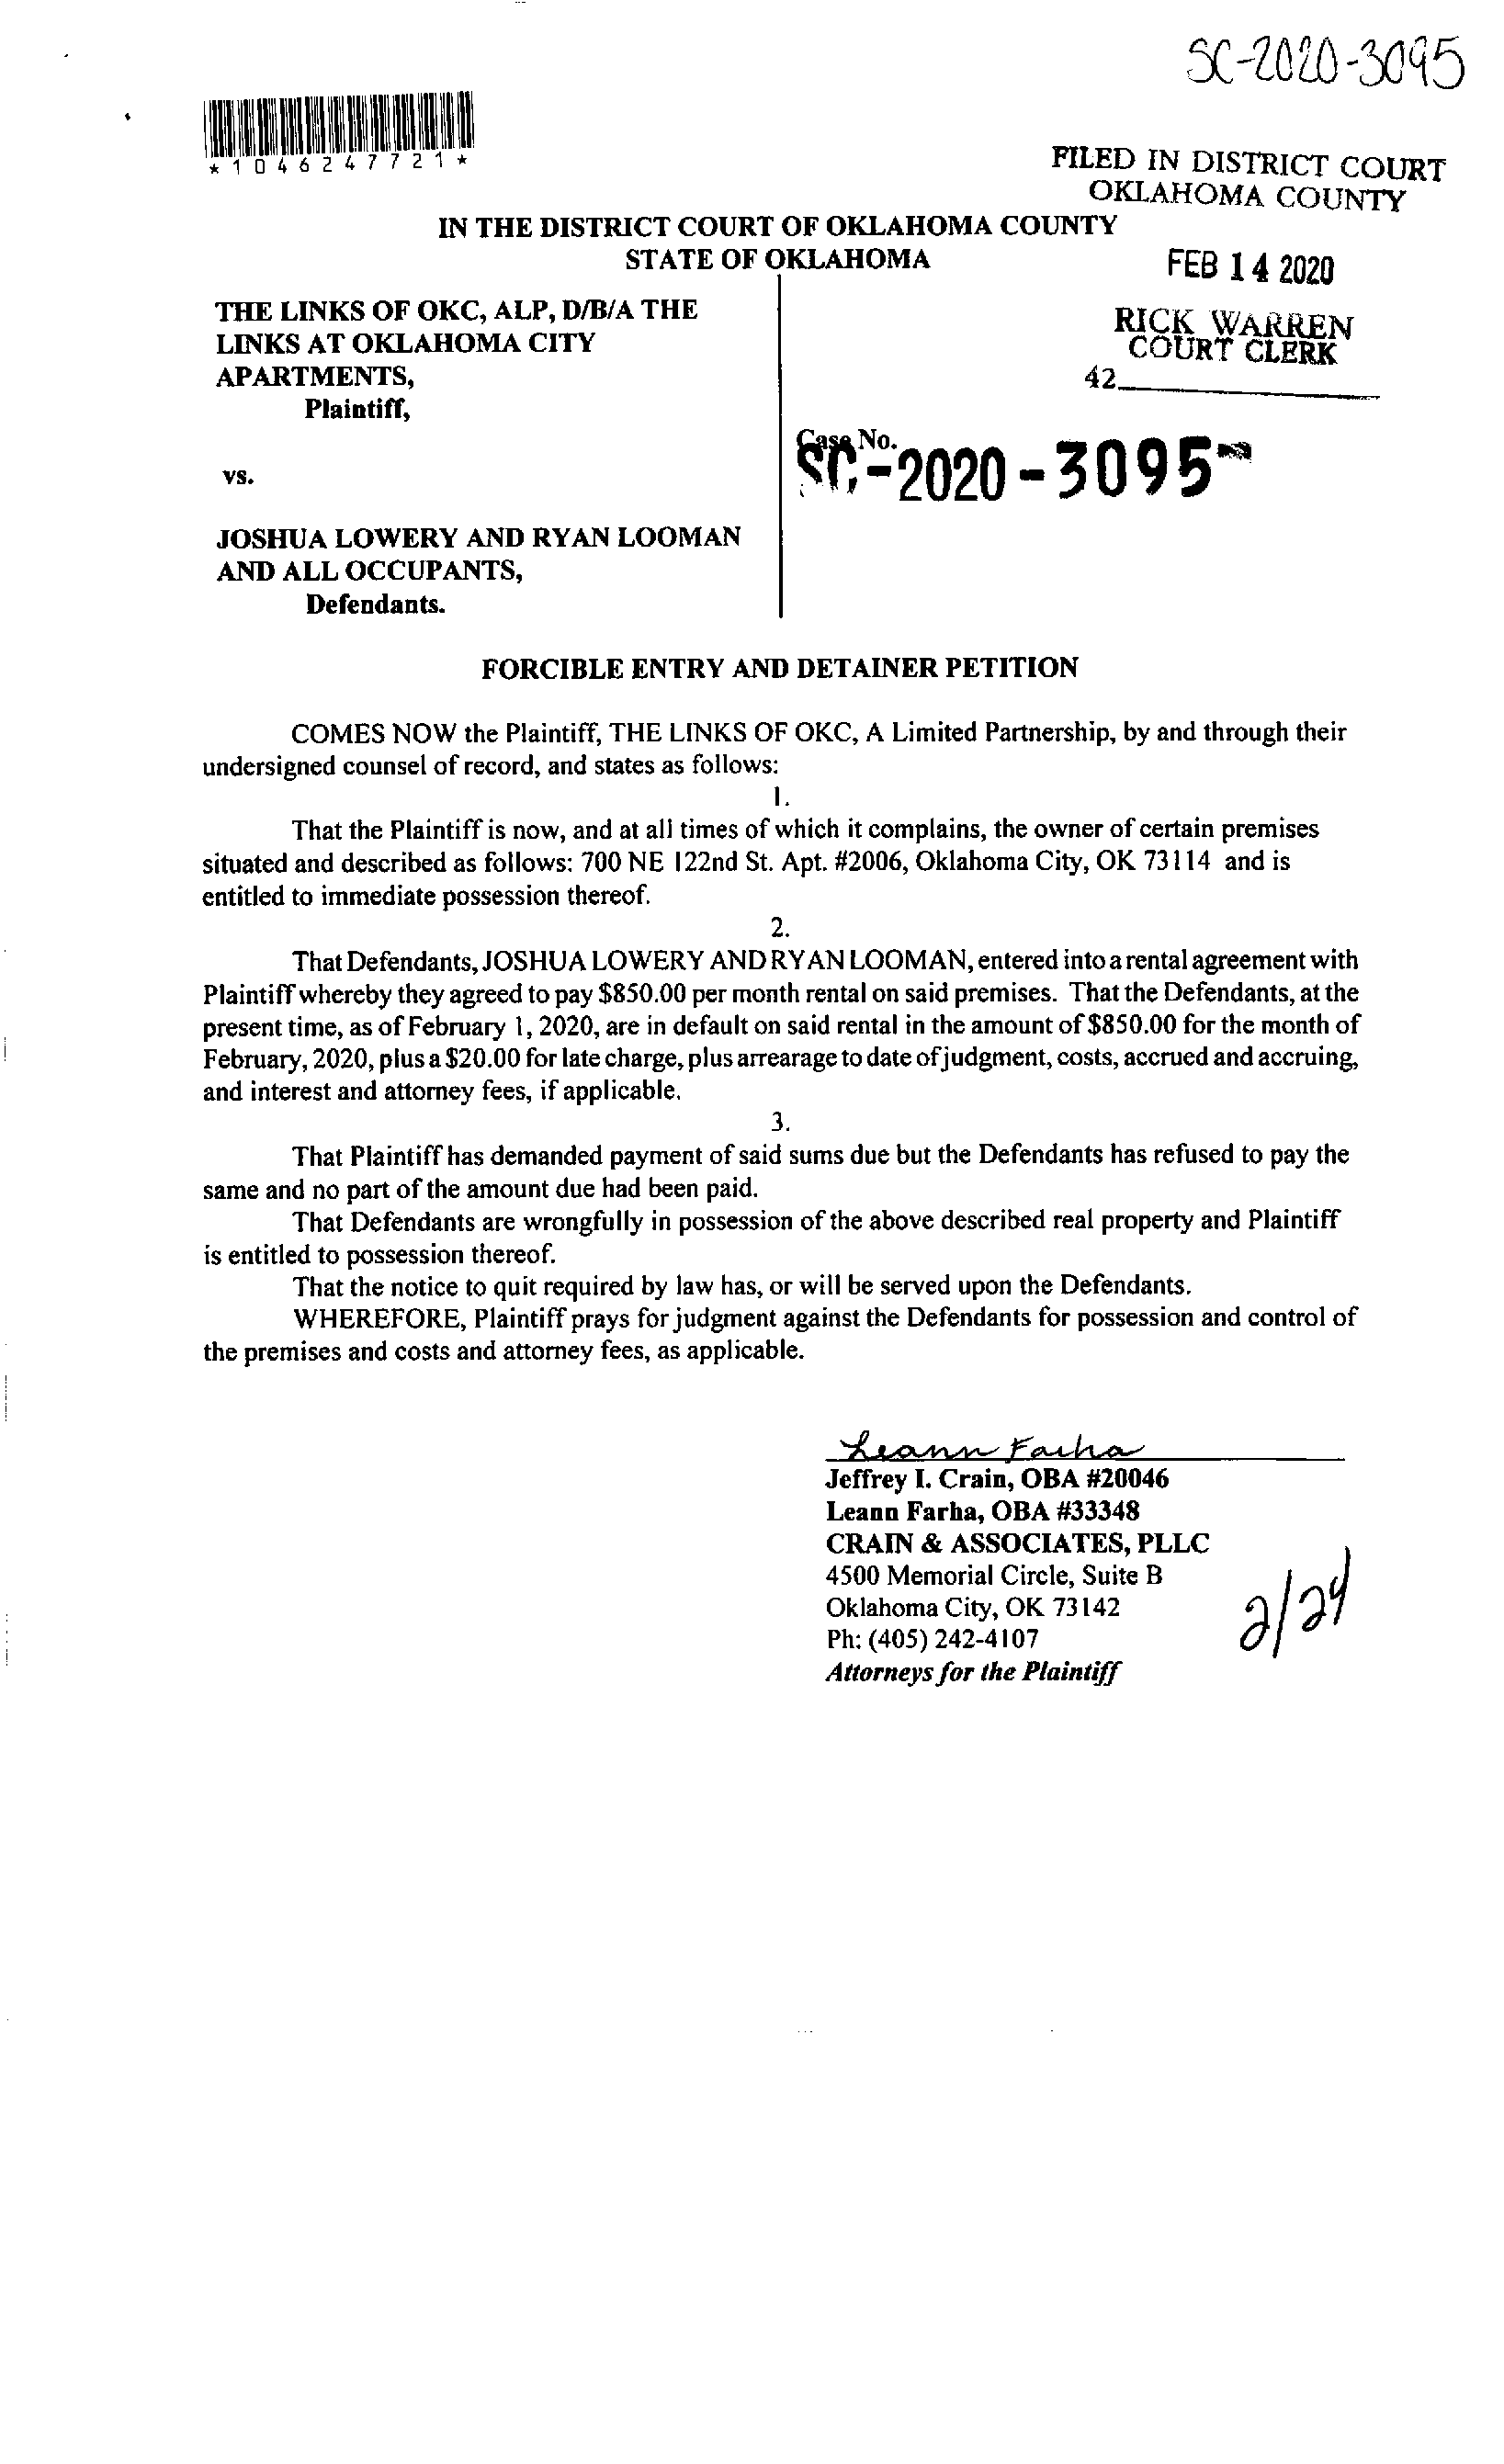 SC-2020-3095
*1046247721*
FILED IN DISTRICT COURT
OKLAHOMA COUNTY
IN THE DISTRICT COURT OF OKLAHOMA COUNTY
STATE OF OKLAHOMA
FEB 14 2020
THE LINKS OF OKC, ALP, D/B/A THE
LINKS AT OKLAHOMA CITY
APARTMENTS,
Plaintiff,
RICK WARREN
COURT CLERK
42
Case No.
SC-2020-3095
vs.
JOSHUA LOWERY AND RYAN LOOMAN
AND ALL OCCUPANTS,
Defendants.
FORCIBLE ENTRY AND DETAINER PETITION
COMES NOW the Plaintiff, THE LINKS OF OKC, A Limited Partnership, by and through their
undersigned counsel of record, and states as follows:
1.
That the Plaintiff is now, and at all times of which it complains, the owner of certain premises
situated and described as follows: 700 NE 122nd St. Apt. #2006, Oklahoma City, OK 73114 and is
entitled to immediate possession thereof.
2.
That Defendants, JOSHUA LOWERY AND RYAN LOOMAN, entered into a rental agreement with
Plaintiff whereby they agreed to pay $850.00 per month rental on said premises. That the Defendants, at the
present time, as of February 1, 2020, are in default on said rental in the amount of $850.00 for the month of
February, 2020, plus a $20.00 for late charge, plus arrearage to date of judgment, costs, accrued and accruing,
and interest and attorney fees, if applicable.
3.
That Plaintiff has demanded payment of said sums due but the Defendants has refused to pay the
same and no part of the amount due had been paid.
That Defendants are wrongfully in possession of the above described real property and Plaintiff
is entitled to possession thereof.
That the notice to quit required by law has, or will be served upon the Defendants.
WHEREFORE, Plaintiff prays for judgment against the Defendants for possession and control of
the premises and costs and attorney fees, as applicable.
Leann Farha
Jeffrey I. Crain, OBA #20046
Leann Farha, OBA #33348
CRAIN & ASSOCIATES, PLLC
4500 Memorial Circle, Suite B
Oklahoma City, OK 73142
Ph: (405) 242-4107
Attorneys for the Plaintiff
2/24